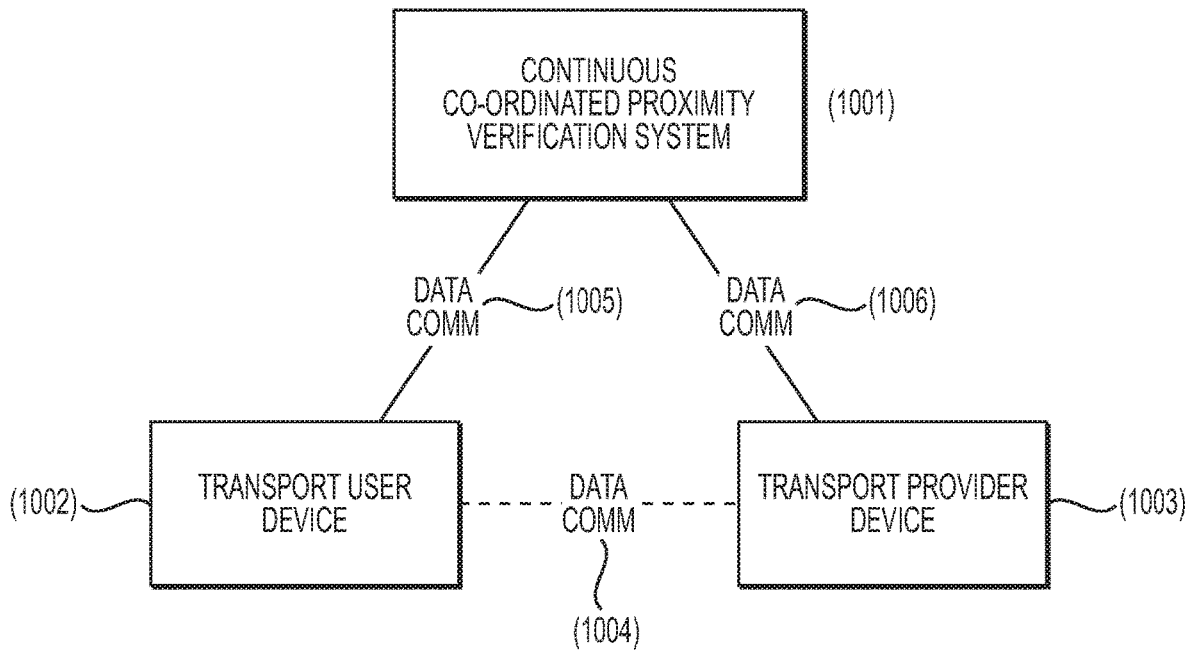 CONTINUOUS
CO-ORDINATED PROXIMITY
VERIFICATION SYSTEM
(1001)
DATA
COMM
(1005)
DATA
COMM
(1006)
(1002)
TRANSPORT USER
DEVICE
DATA
COMM
(1004)
TRANSPORT PROVIDER
DEVICE
(1003)